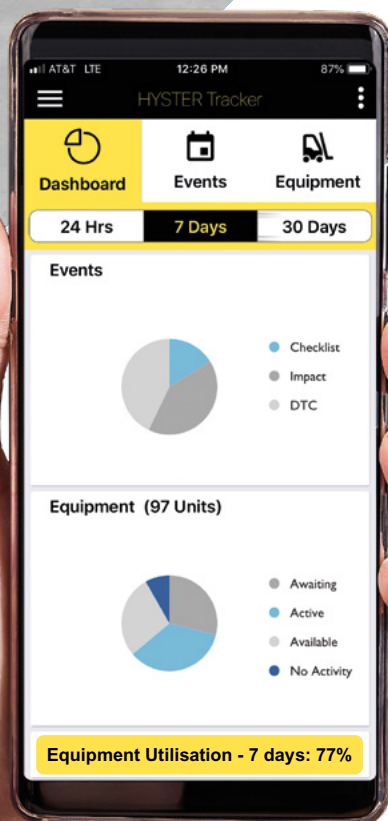 AT&T LTE 12:26 PM 87%
HYSTER Tracker
Dashboard Events Equipment
24 Hrs 7 Days 30 Days
Events
Checklist
Impact
DTC
Equipment (97 Units)
Awaiting
Active
Available
No Activity
Equipment Utilisation - 7 days: 77%